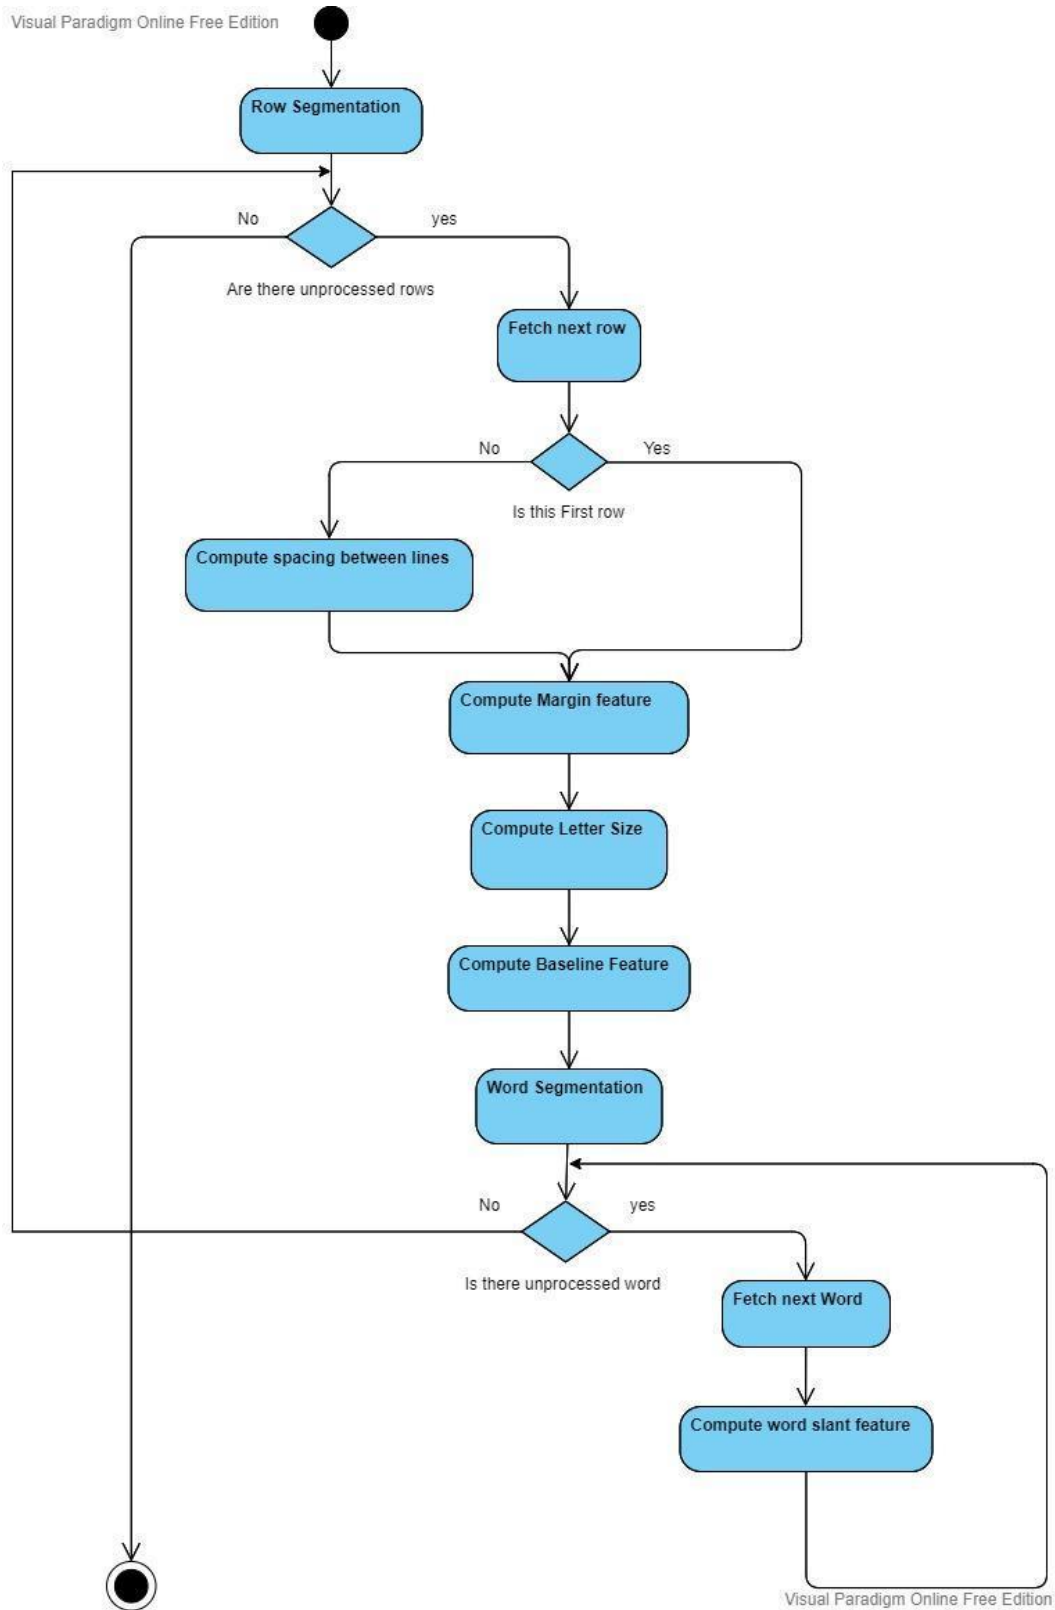 Visual Paradigm Online Free Edition
Row Segmentation
No
yes
Are there unprocessed rows
Fetch next row
No
Yes
Is this First row
Compute spacing between lines
Compute Margin feature
Compute Letter Size
Compute Baseline Feature
Word Segmentation
No
yes
Is there unprocessed word
Fetch next Word
Compute word slant feature
Visual Paradigm Online Free Edition